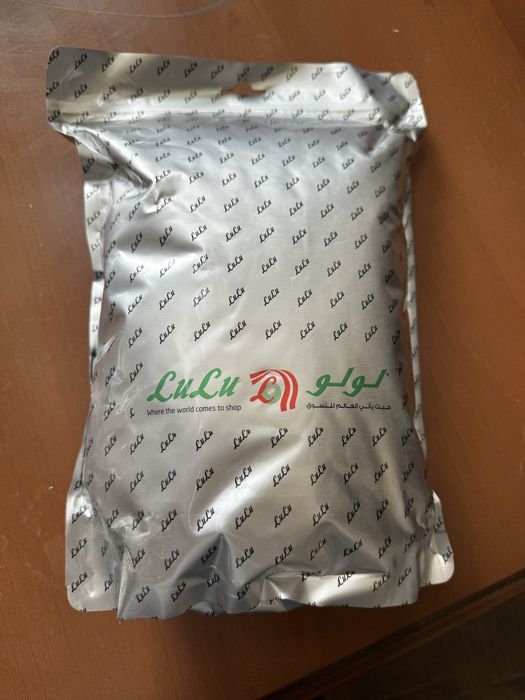 LuLu
Where the world comes to shop
لولو
حيث يأتي العالم للتسوق